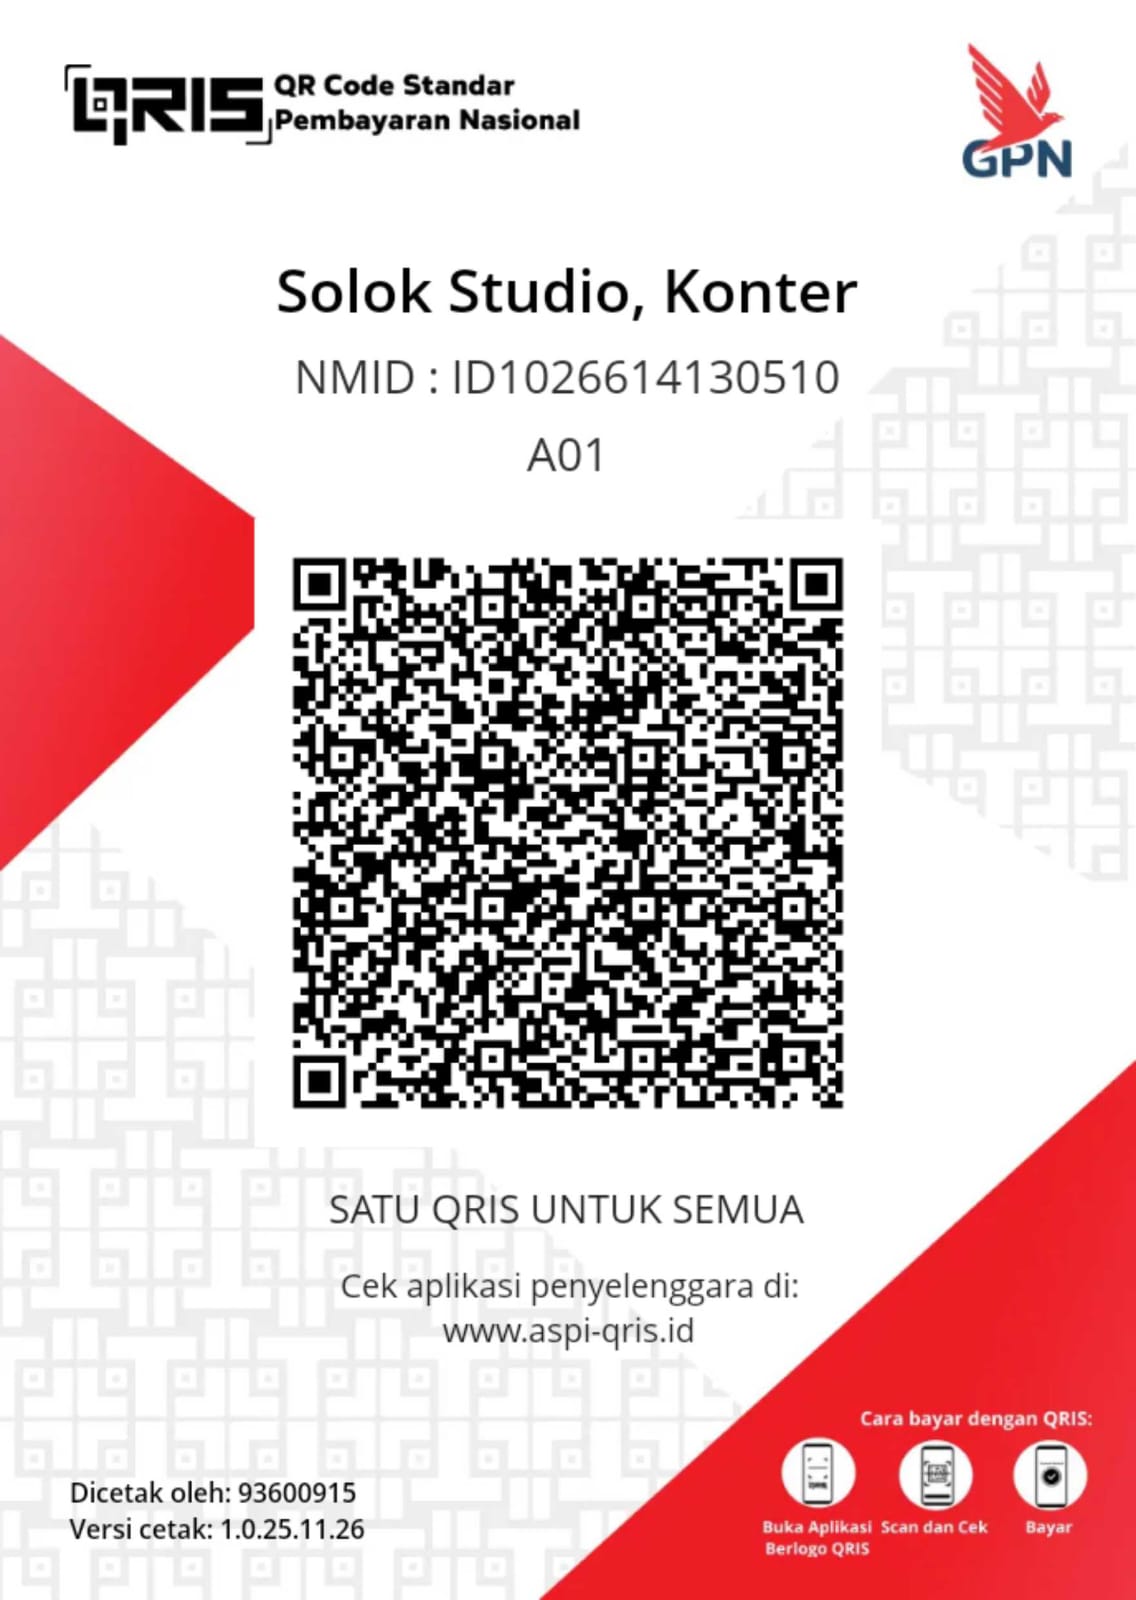 QRIS
QR Code Standar
Pembayaran Nasional
GPN
Solok Studio, Konter
NMID : ID1026614130510
A01
SATU QRIS UNTUK SEMUA
Cek aplikasi penyelenggara di:
www.aspi-qris.id
Cara bayar dengan QRIS:
Buka Aplikasi
Berlogo QRIS
Scan dan Cek
Bayar
Dicetak oleh: 93600915
Versi cetak: 1.0.25.11.26